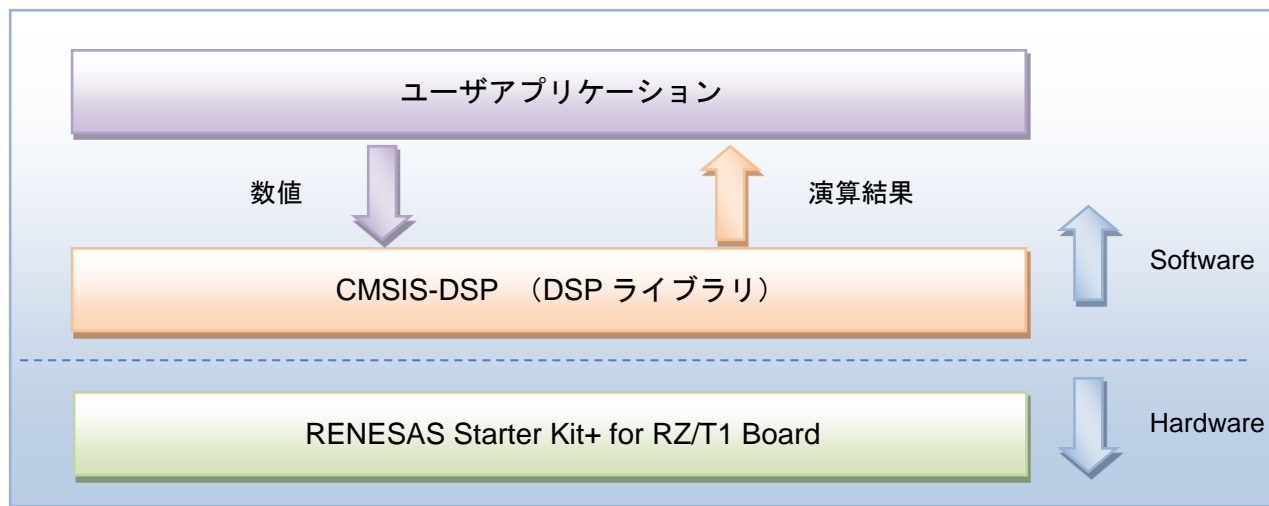 ユーザアプリケーション
数値
演算結果
CMSIS-DSP （DSP ライブラリ）
Software
RENESAS Starter Kit+ for RZ/T1 Board
Hardware